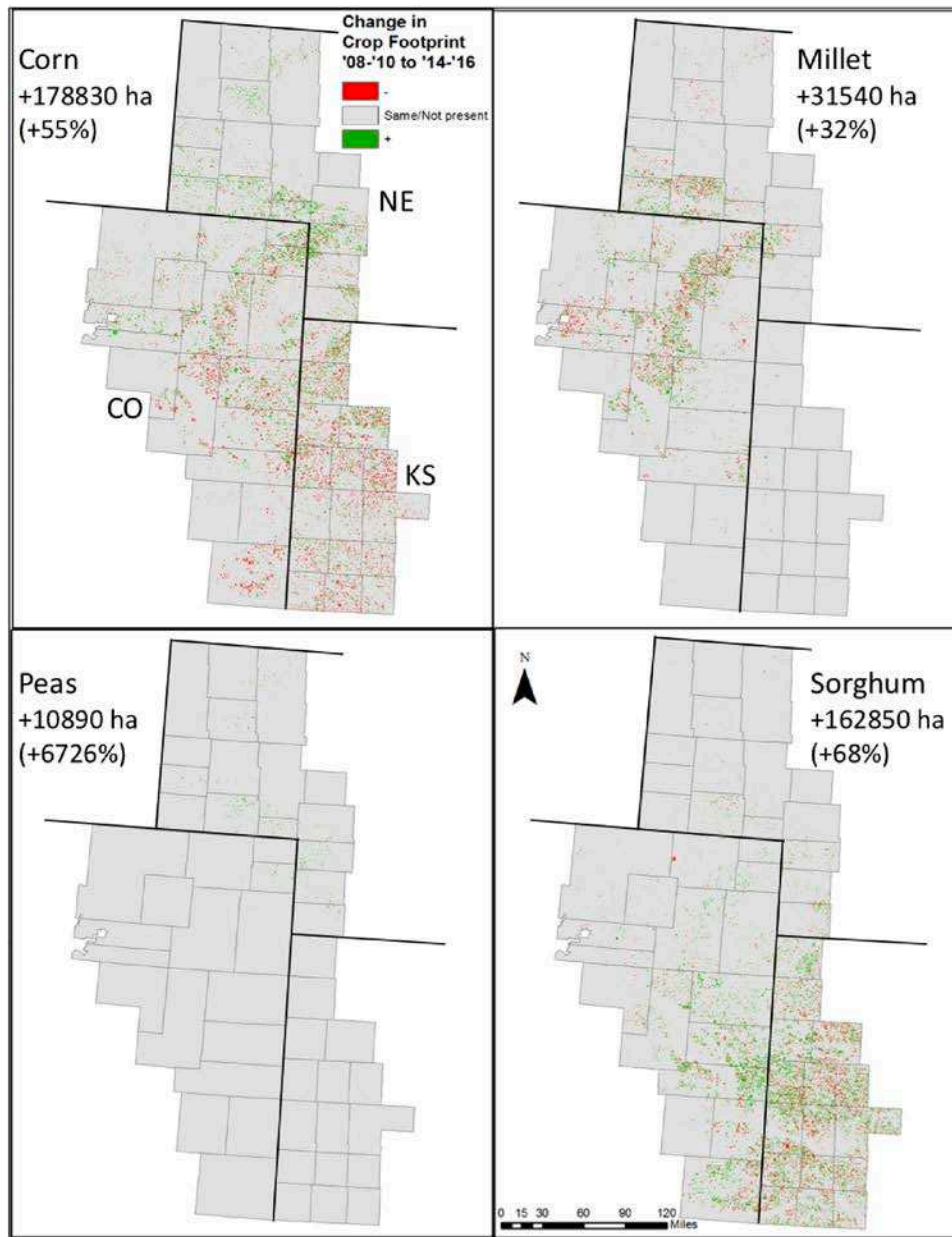 Corn
+178830 ha
(+55%)
Change in
Crop Footprint
'08-'10 to '14-'16
-
Same/Not present
+
NE
CO
KS
Millet
+31540 ha
(+32%)
Peas
+10890 ha
(+6726%)
N
Sorghum
+162850 ha
(+68%)
0 15 30 60 90 120
Miles